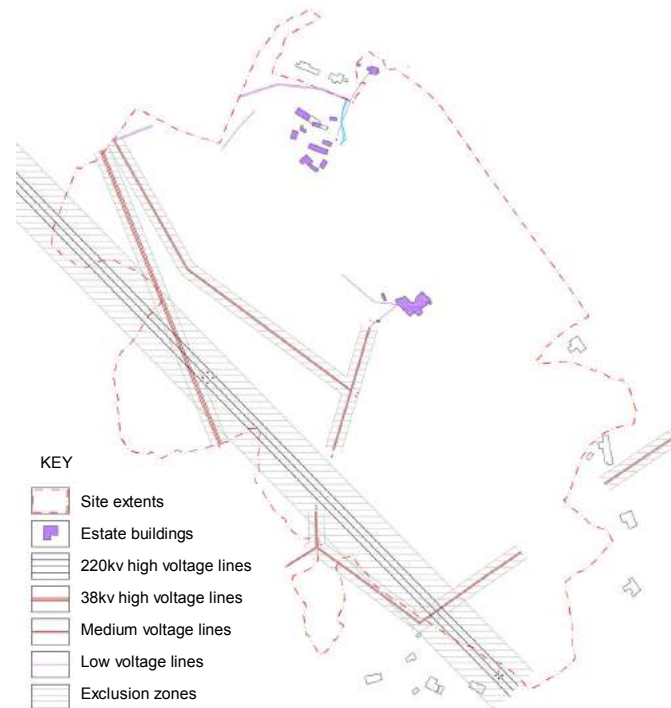 KEY
Site extents
Estate buildings
220kv high voltage lines
38kv high voltage lines
Medium voltage lines
Low voltage lines
Exclusion zones